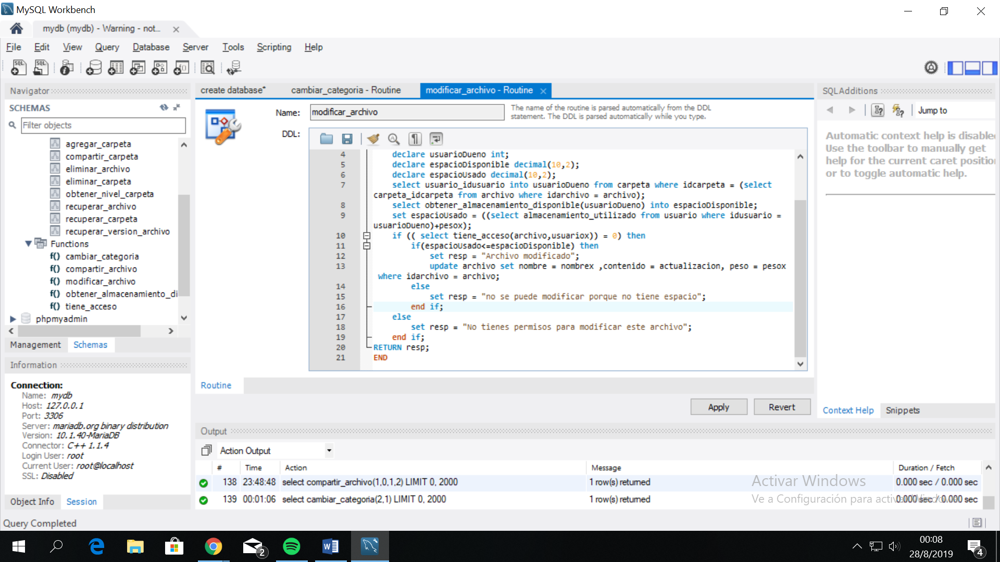 MySQL Workbench
mydb (mydb) - Warning - not...
File Edit View Query Database Server Tools Scripting Help
Navigator
SCHEMAS
Filter objects
agregar_carpeta
compartir_carpeta
eliminar_archivo
eliminar_carpeta
obtener_nivel_carpeta
recuperar_archivo
recuperar_carpeta
recuperar_version_archivo
Functions
f() cambiar_categoria
f() compartir_archivo
f() modificar_archivo
f() obtener_almacenamiento_di
f() tiene_acceso
phpmyadmin
Management Schemas
Information
Connection:
Name: mydb
Host: 127.0.0.1
Port: 3306
Server: mariadb.org binary distribution
Version: 10.1.40-MariaDB
Connector: C++ 1.1.4
Login User: root
Current User: root@localhost
SSL: Disabled
Object Info Session
Query Completed
create database* cambiar_categoria - Routine modificar_archivo - Routine
Name: modificar_archivo
The name of the routine is parsed automatically from the DDL
statement. The DDL is parsed automatically while you type.
DDL:
4 declare usuarioDueno int;
5 declare espacioDisponible decimal(10,2);
6 declare espacioUsado decimal(10,2);
7 select usuario_idusuario into usuarioDueno from carpeta where idcarpeta = (select
carpeta_idcarpeta from archivo where idarchivo = archivo);
8 select obtener_almacenamiento_disponible(usuarioDueno) into espacioDisponible;
9 set espacioUsado = ((select almacenamiento_utilizado from usuario where idusuario =
usuarioDueno)+pesox);
10 if (( select tiene_acceso(archivo,usuariox)) = 0) then
11 if(espacioUsado<=espacioDisponible) then
12 set resp = "Archivo modificado";
13 update archivo set nombre = nombrex ,contenido = actualizacion, peso = pesox
where idarchivo = archivo;
14 else
15 set resp = "no se puede modificar porque no tiene espacio";
16 end if;
17 else
18 set resp = "No tienes permisos para modificar este archivo";
19 end if;
20 RETURN resp;
21 END
Routine
Apply Revert
SQLAdditions
Jump to
Automatic context help is disable
Use the toolbar to manually get
help for the current caret position
or to toggle automatic help.
Context Help Snippets
Output
Action Output
# Time Action Message Duration / Fetch
138 23:48:48 select compartir_archivo(1,0,1,2) LIMIT 0, 2000 1 row(s) returned 0.000 sec / 0.000 sec
139 00:01:06 select cambiar_categoria(2,1) LIMIT 0, 2000 1 row(s) returned 0.000 sec / 0.000 sec
Activar Windows
Ve a Configuración para activar Windows.
2
00:08
28/8/2019
4